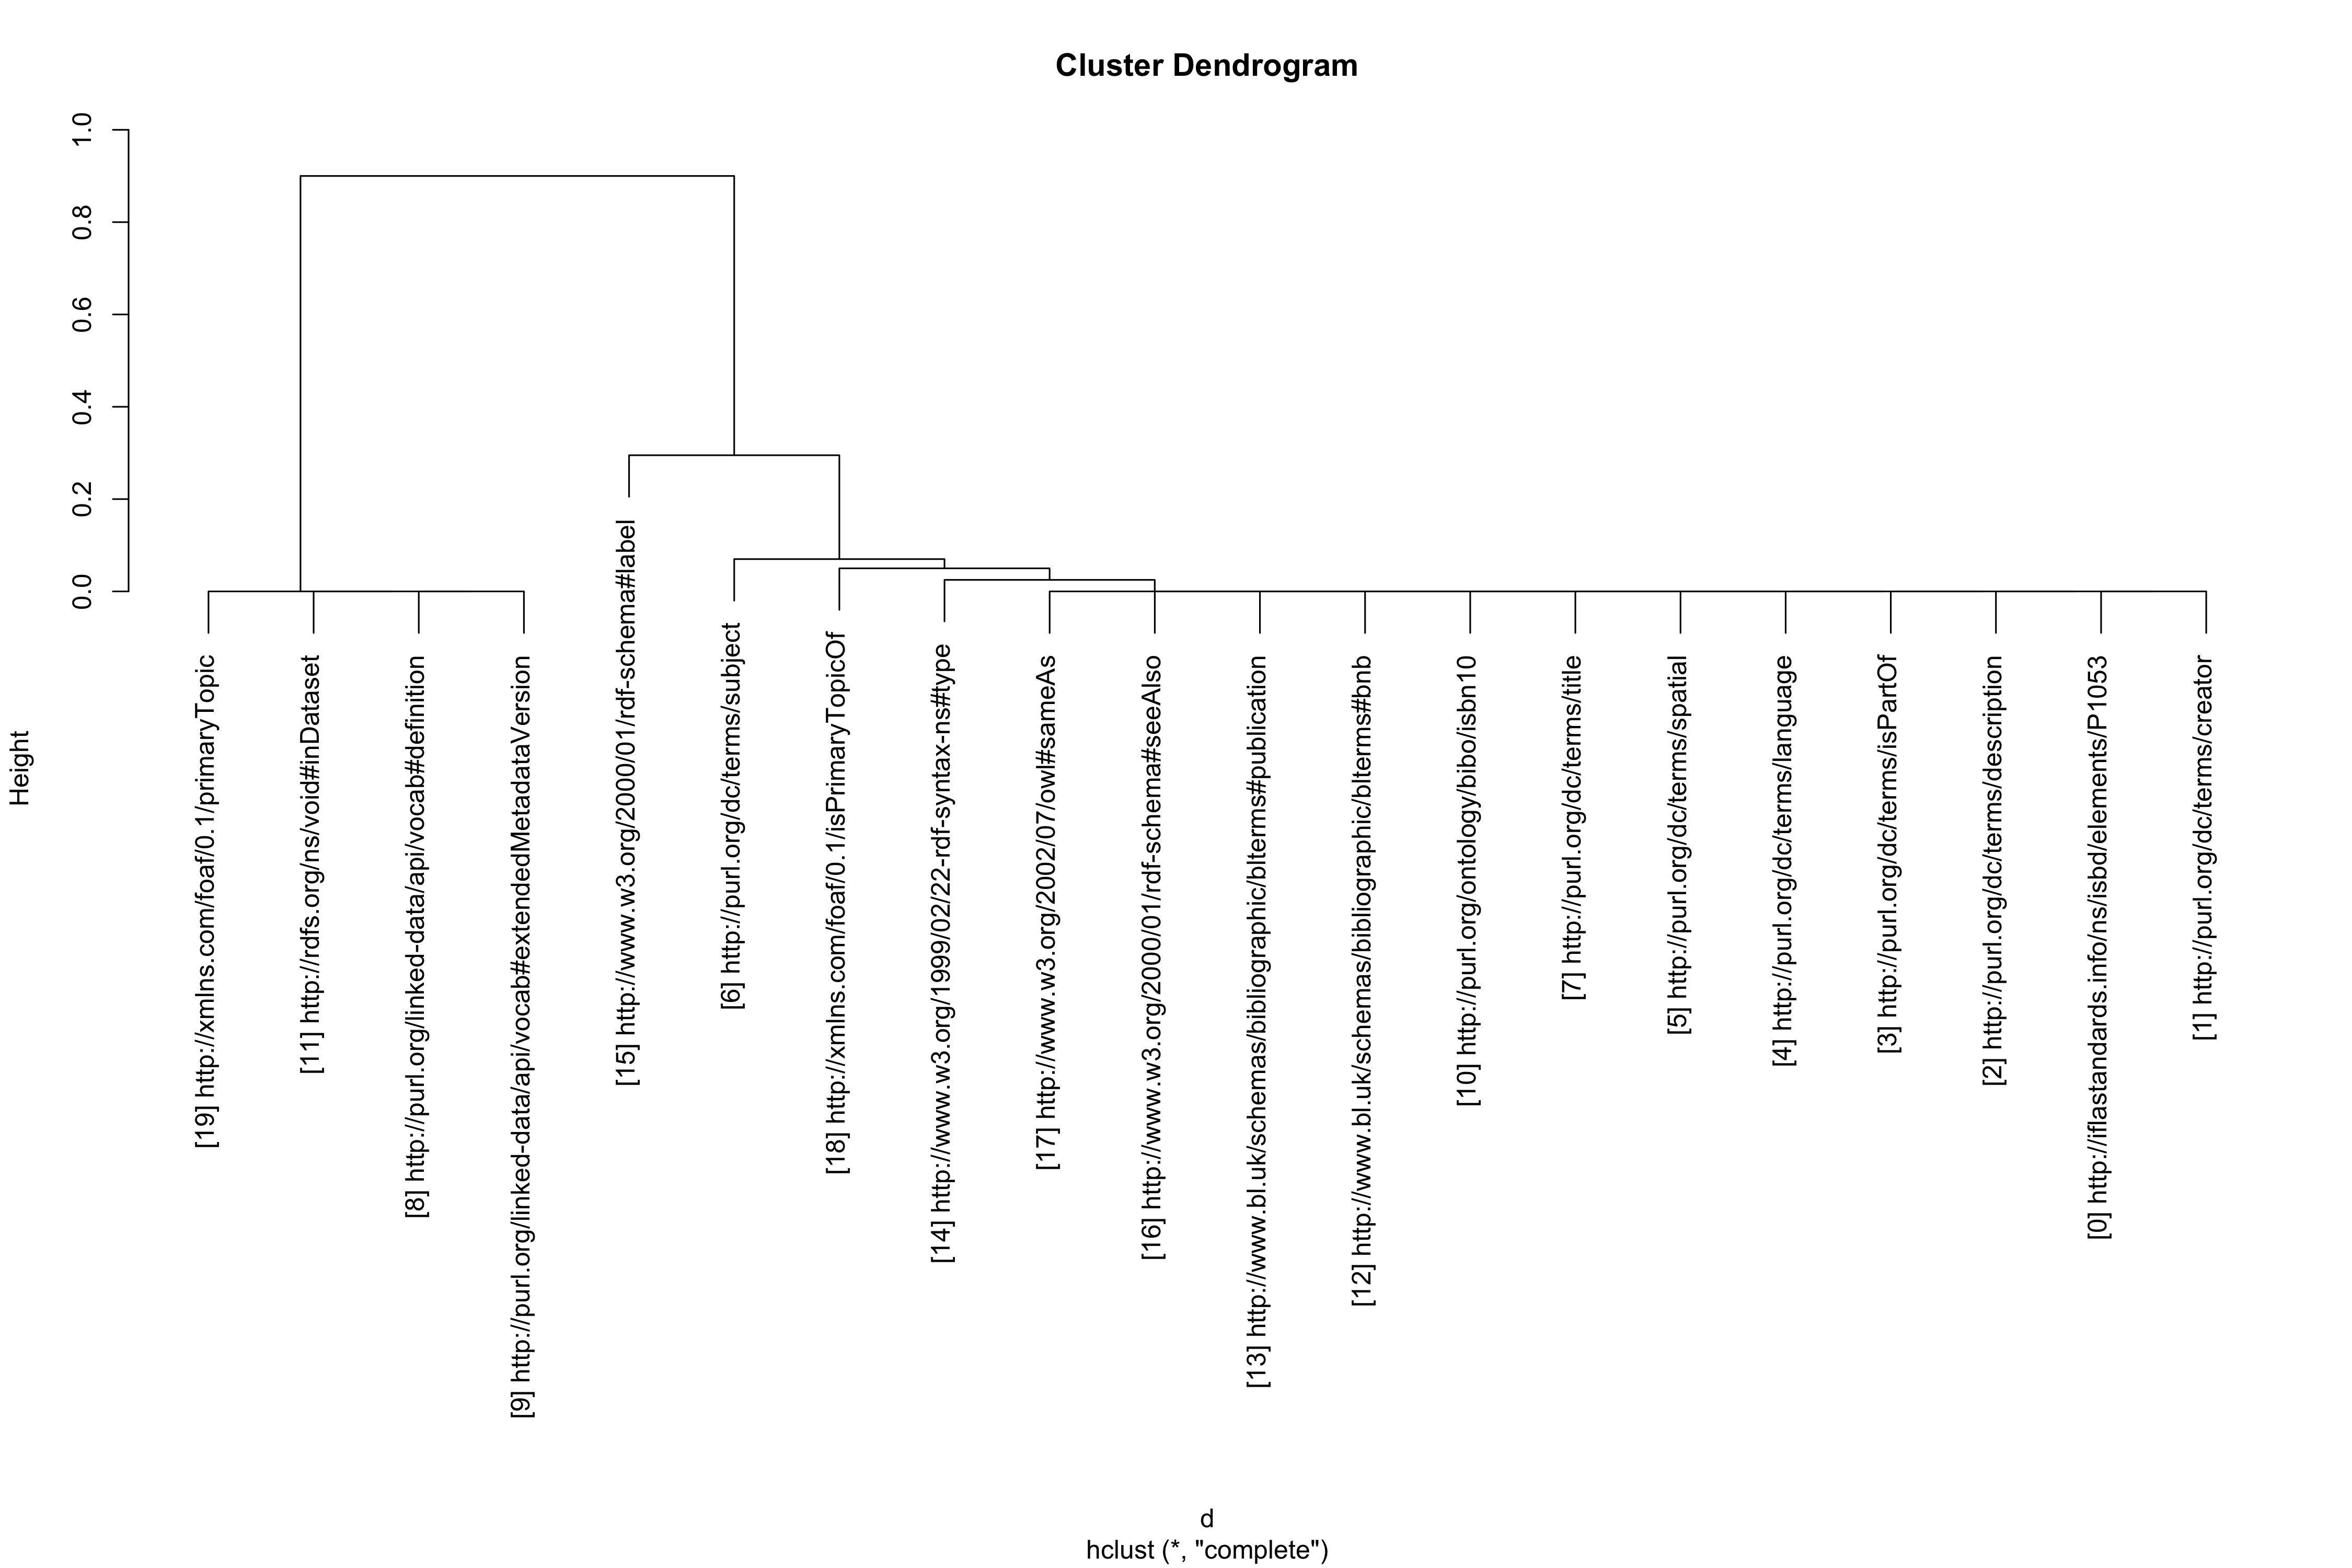 Cluster Dendrogram
1.0
0.8
0.6
0.4
0.2
0.0
Height
[19] http://xmlns.com/foaf/0.1/primaryTopic
[11] http://rdfs.org/ns/void#inDataset
[8] http://purl.org/linked-data/api/vocab#definition
[9] http://purl.org/linked-data/api/vocab#extendedMetadataVersion
[15] http://www.w3.org/2000/01/rdf-schema#label
[6] http://purl.org/dc/terms/subject
[18] http://xmlns.com/foaf/0.1/isPrimaryTopicOf
[14] http://www.w3.org/1999/02/22-rdf-syntax-ns#type
[17] http://www.w3.org/2002/07/owl#sameAs
[16] http://www.w3.org/2000/01/rdf-schema#seeAlso
[13] http://www.bl.uk/schemas/bibliographic/blterms#publication
[12] http://www.bl.uk/schemas/bibliographic/blterms#bnb
[10] http://purl.org/ontology/bibo/isbn10
[7] http://purl.org/dc/terms/title
[5] http://purl.org/dc/terms/spatial
[4] http://purl.org/dc/terms/language
[3] http://purl.org/dc/terms/isPartOf
[2] http://purl.org/dc/terms/description
[0] http://iflastandards.info/ns/isbd/elements/P1053
[1] http://purl.org/dc/terms/creator
d
hclust (*, "complete")